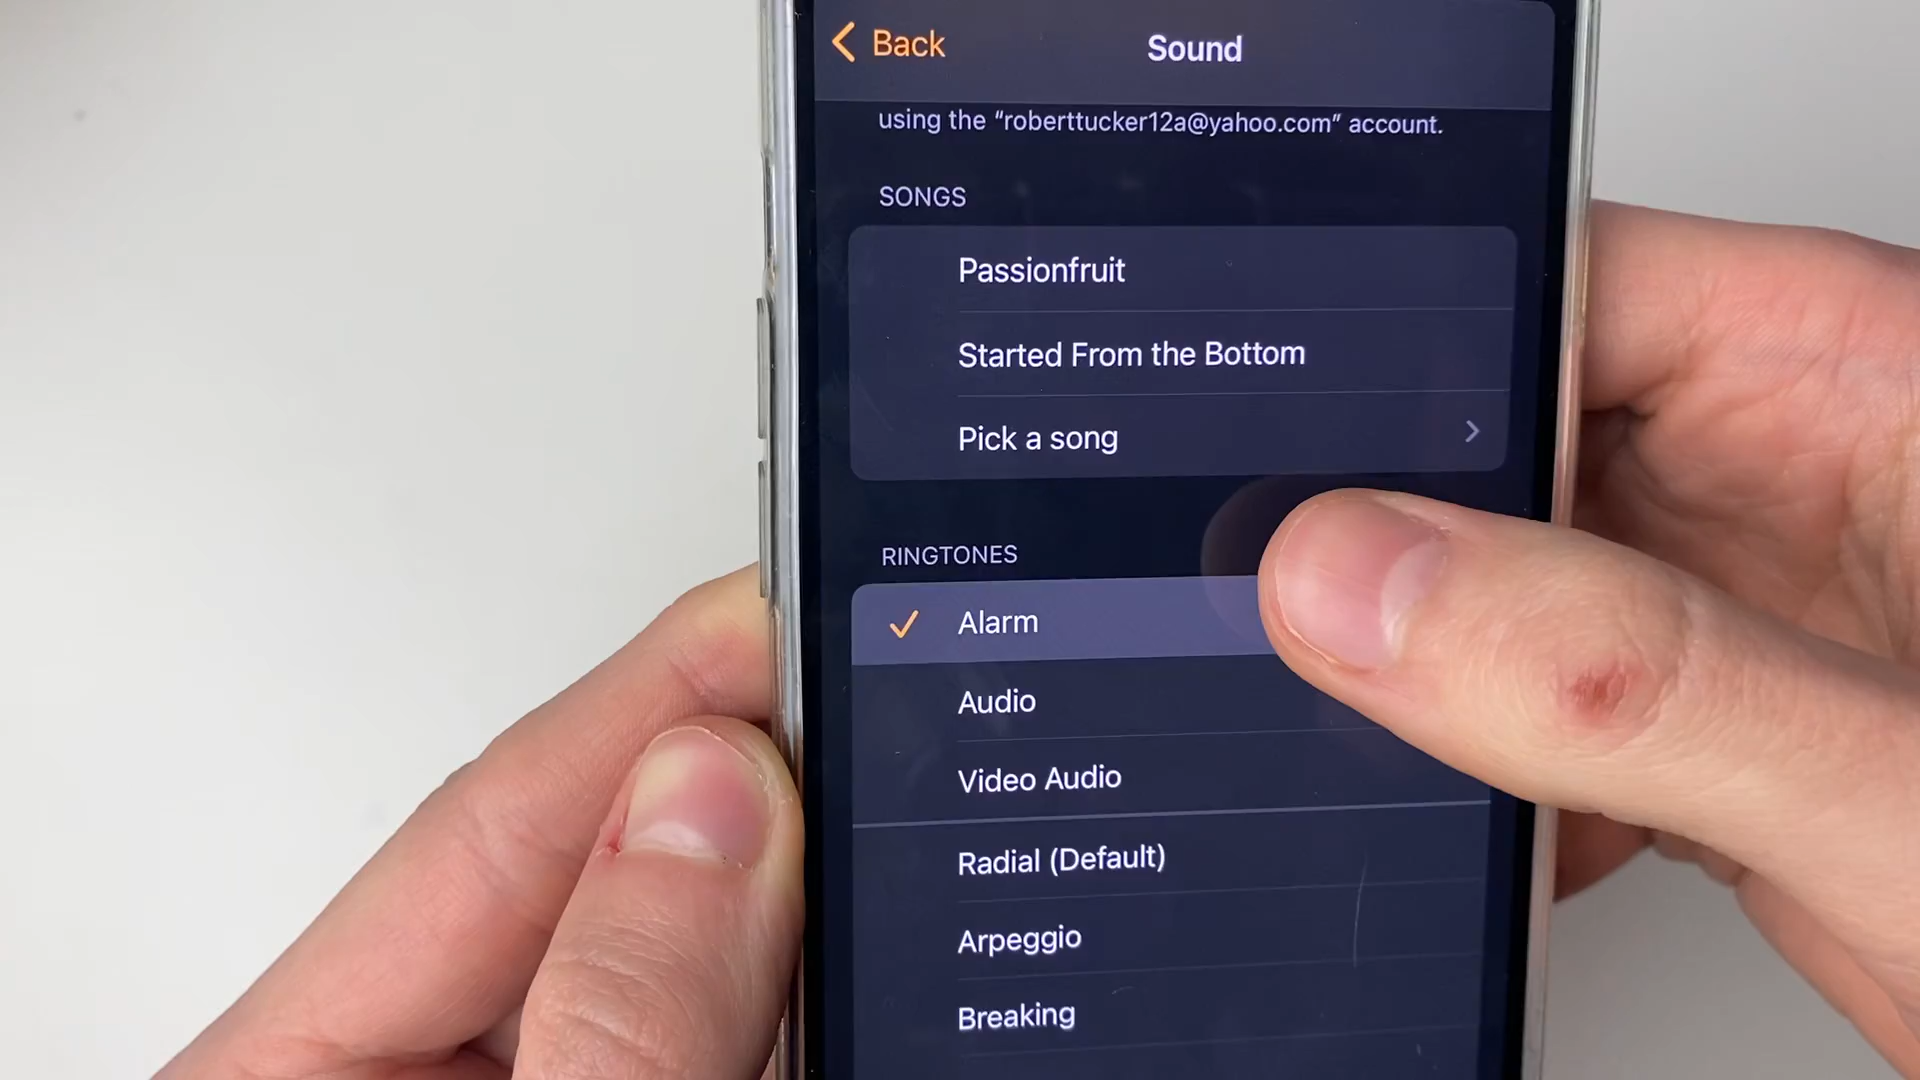 Back
Sound
using the “roberttucker12a@yahoo.com” account.
SONGS
Passionfruit
Started From the Bottom
Pick a song
RINGTONES
Alarm
Audio
Video Audio
Radial (Default)
Arpeggio
Breaking